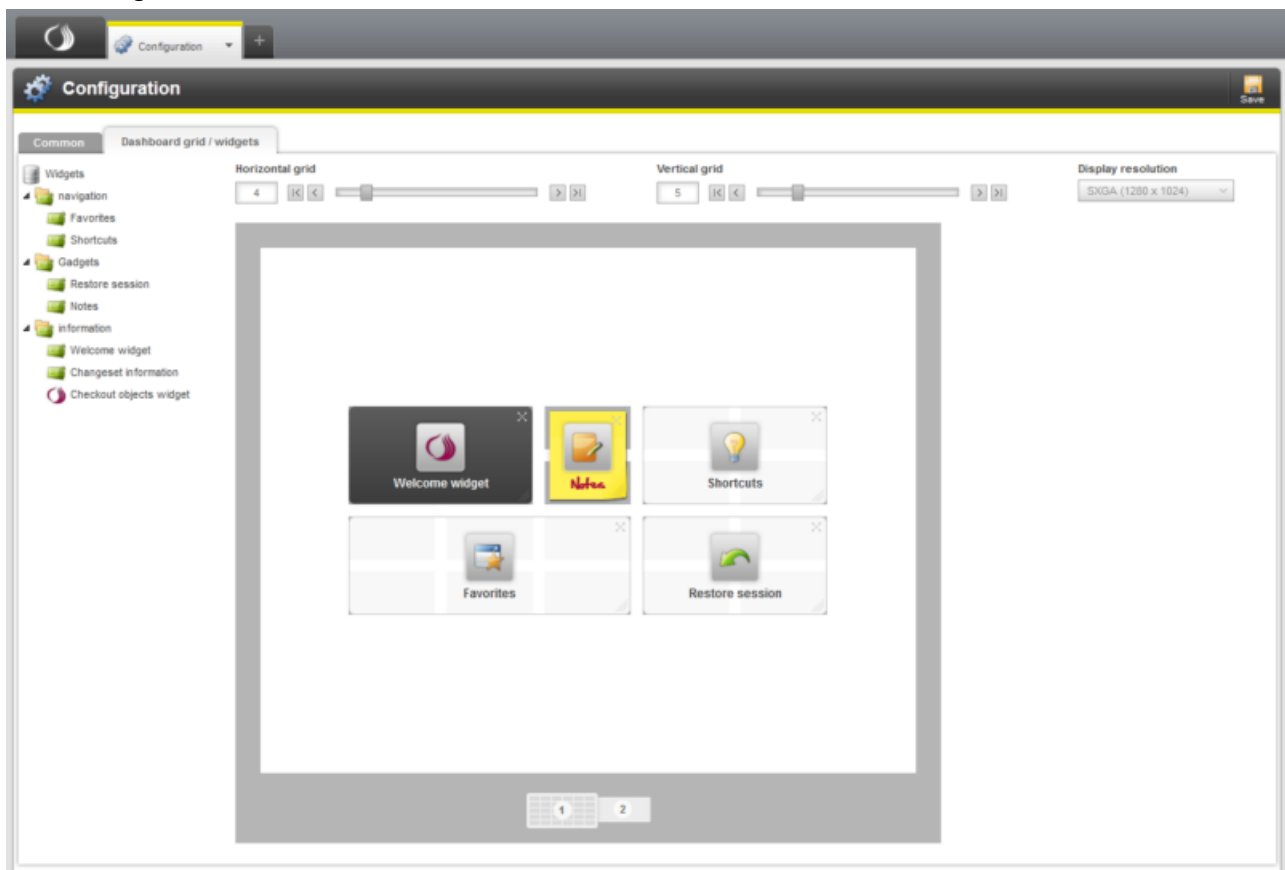 Configuration
+
Configuration
Save
Common
Dashboard grid / widgets
Widgets
navigation
Favorites
Shortcuts
Gadgets
Restore session
Notes
information
Welcome widget
Changeset information
Checkout objects widget
Horizontal grid
4
Vertical grid
5
Display resolution
SXGA (1280 x 1024)
Welcome widget
Notes
Shortcuts
Favorites
Restore session
1
2